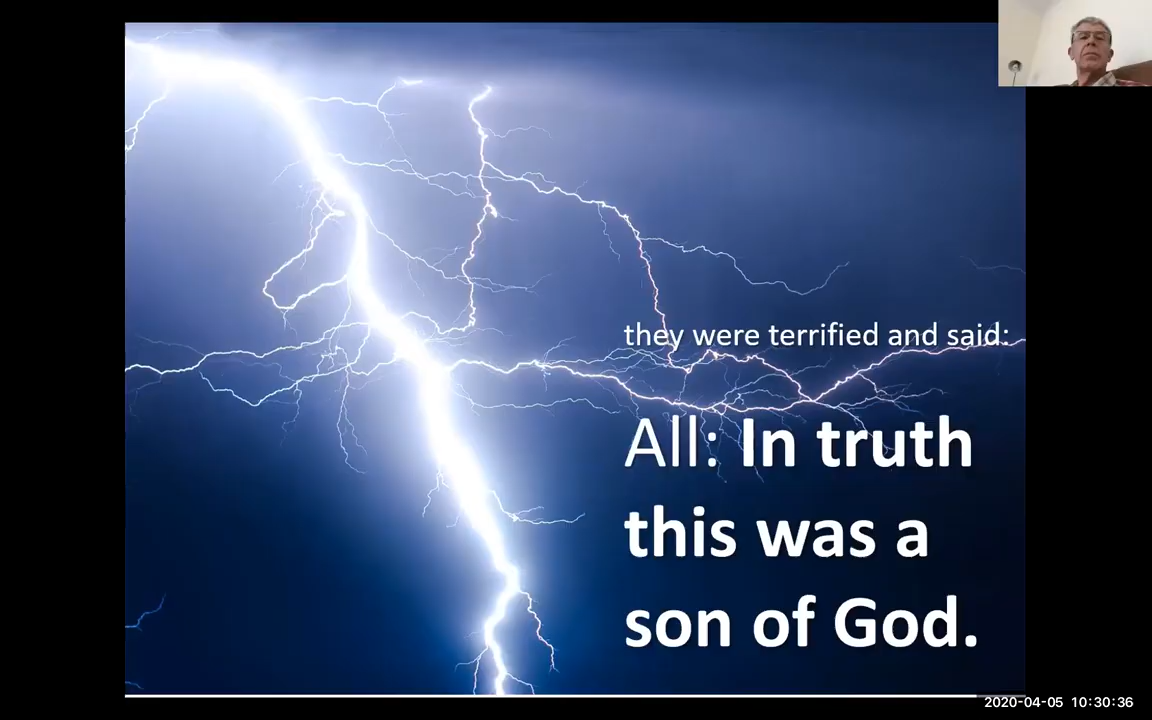 they were terrified and said:
All: In truth
this was a
son of God.
2020-04-05 10:30:36